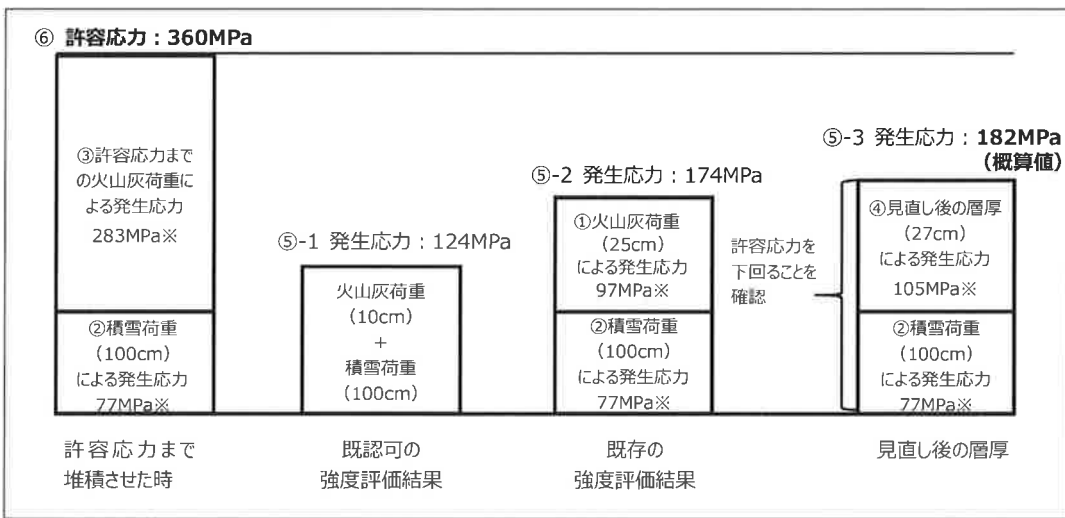 ⑥ 許容応力：360MPa
③許容応力まで
の火山灰荷重に
よる発生応力
283MPa※
②積雪荷重
(100cm)
による発生応力
77MPa※
許容応力まで
堆積させた時
⑤-1 発生応力：124MPa
火山灰荷重
(10cm)
+
積雪荷重
(100cm)
既認可の
強度評価結果
⑤-2 発生応力：174MPa
①火山灰荷重
(25cm)
による発生応力
97MPa※
②積雪荷重
(100cm)
による発生応力
77MPa※
既存の
強度評価結果
許容応力を
下回ることを
確認
⑤-3 発生応力：182MPa
(概算値)
④見直し後の層厚
(27cm)
による発生応力
105MPa※
②積雪荷重
(100cm)
による発生応力
77MPa※
見直し後の層厚